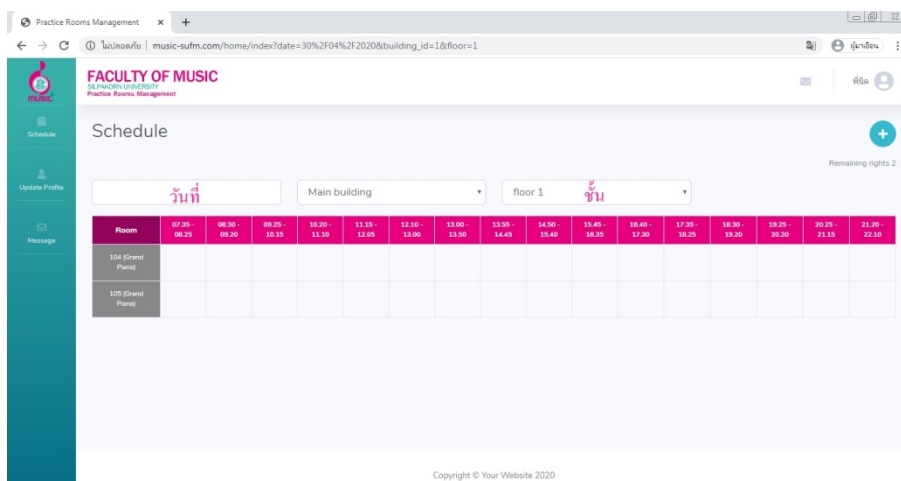 Practice Rooms Management
ไม่ปลอดภัย | music-sufm.com/home/index?date=30%2F04%2F2020&building_id=1&floor=1
ผู้มาเยือน
MUSIC
FACULTY OF MUSIC
SILPAKORN UNIVERSITY
Practice Rooms Management
พี่นิด
Schedule
Update Profile
Message
Schedule
Remaining rights 2
วันที่
Main building
floor 1
ชั้น
Room 07.35 - 08.25 08.30 - 09.20 09.25 - 10.15 10.20 - 11.10 11.15 - 12.05 12.10 - 13.00 13.00 - 13.50 13.55 - 14.45 14.50 - 15.40 15.45 - 18.35 16.40 - 17.30 17.35 - 18.25 18.30 - 19.20 19.25 - 20.20 20.25 - 21.15 21.20 - 22.10
104 (Grand
Piano)
105 (Grand
Piano)
Copyright © Your Website 2020